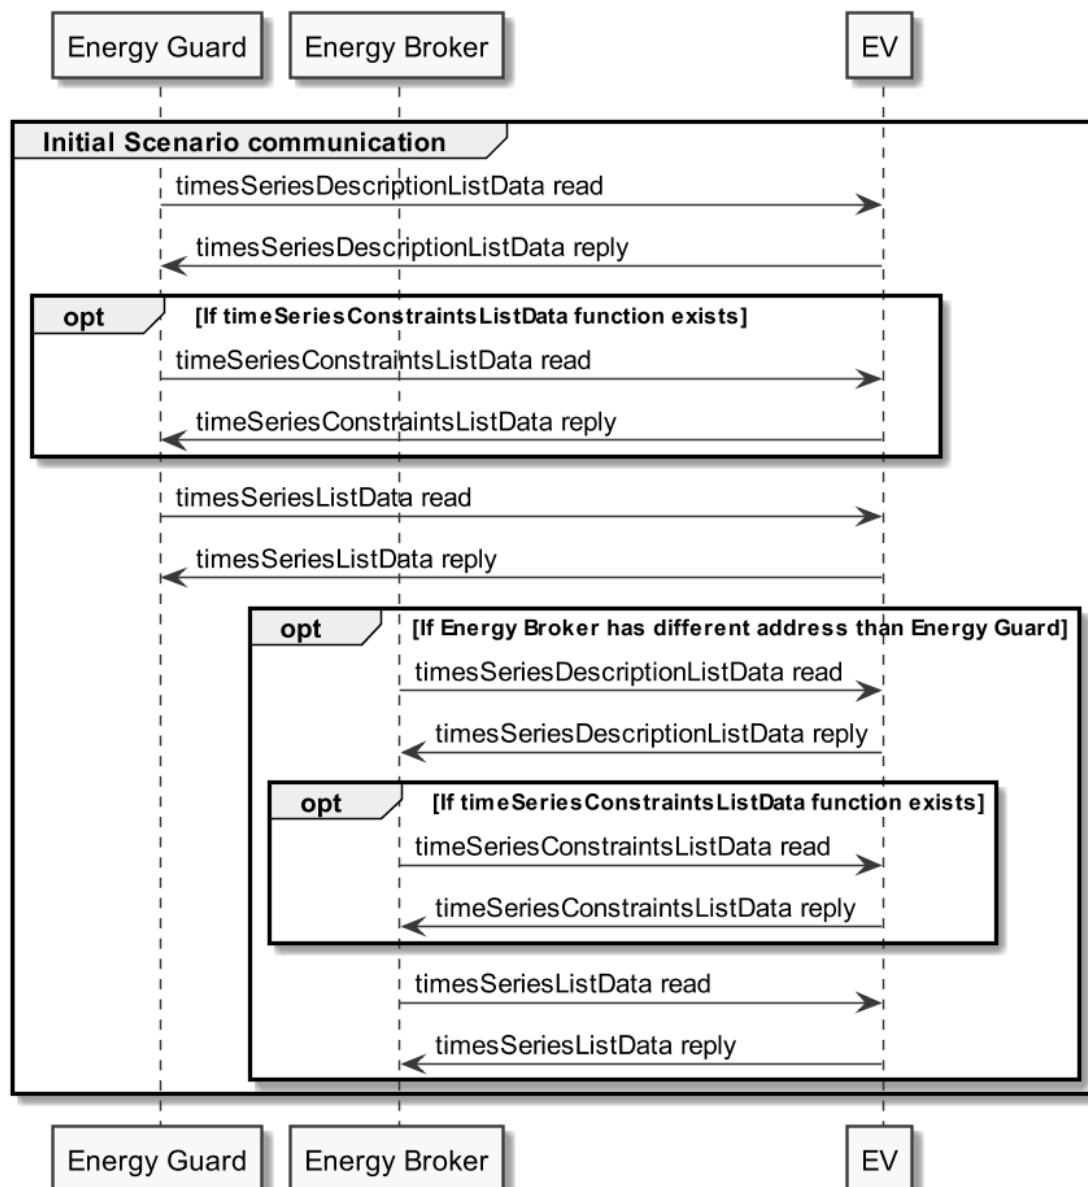 Energy Guard
Energy Broker
EV
Initial Scenario communication
timesSeriesDescriptionListData read
timesSeriesDescriptionListData reply
opt
[If timeSeriesConstraintsListData function exists]
timeSeriesConstraintsListData read
timeSeriesConstraintsListData reply
timesSeriesListData read
timesSeriesListData reply
opt
[If Energy Broker has different address than Energy Guard]
timesSeriesDescriptionListData read
timesSeriesDescriptionListData reply
opt
[If timeSeriesConstraintsListData function exists]
timeSeriesConstraintsListData read
timeSeriesConstraintsListData reply
timesSeriesListData read
timesSeriesListData reply
Energy Guard
Energy Broker
EV